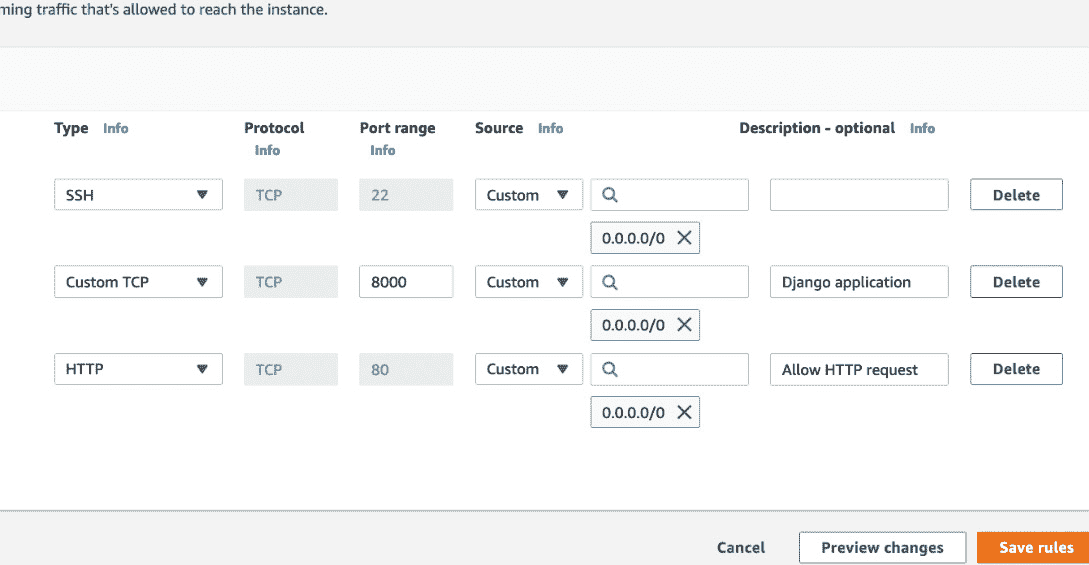 ming traffic that's allowed to reach the instance.
Type Info Protocol Info Port range Info Source Info Description - optional Info
SSH TCP 22 Custom Delete
0.0.0.0/0
Custom TCP TCP 8000 Custom Django application Delete
0.0.0.0/0
HTTP TCP 80 Custom Allow HTTP request Delete
0.0.0.0/0
Cancel Preview changes Save rules